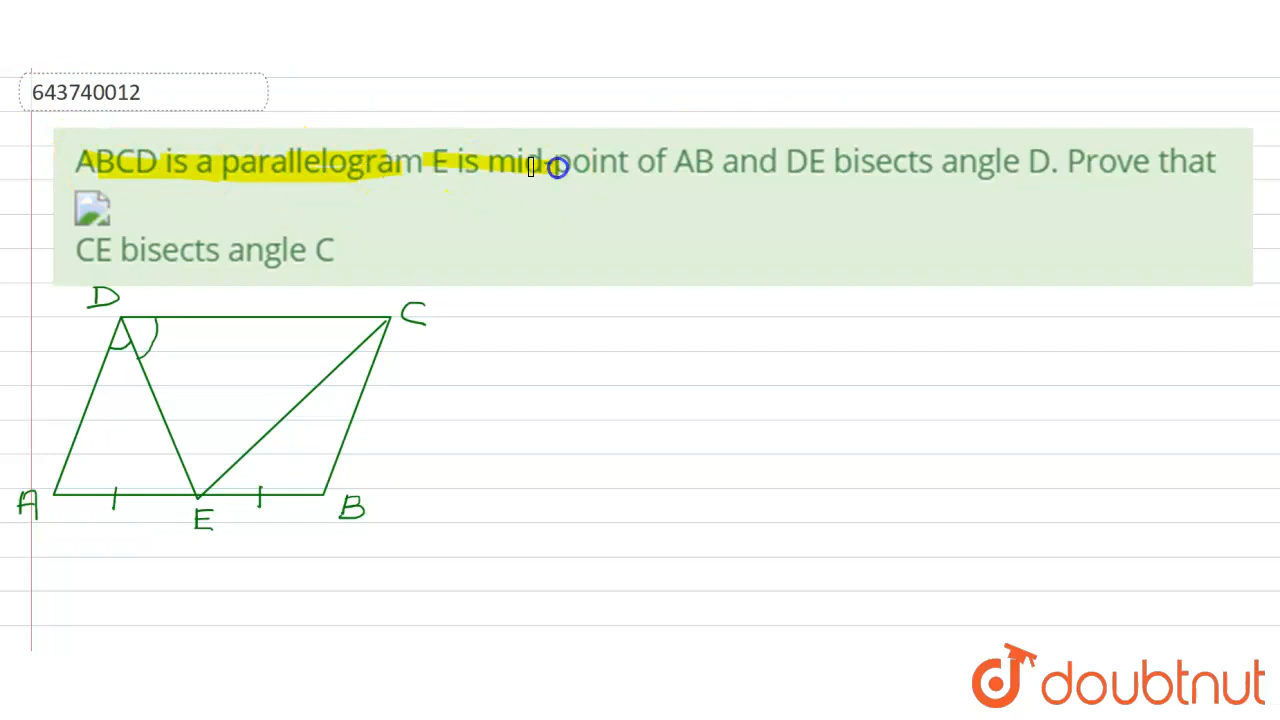 643740012
ABCD is a parallelogram E is mid-point of AB and DE bisects angle D. Prove that
CE bisects angle C
D
C
A
E
B
doubtnut